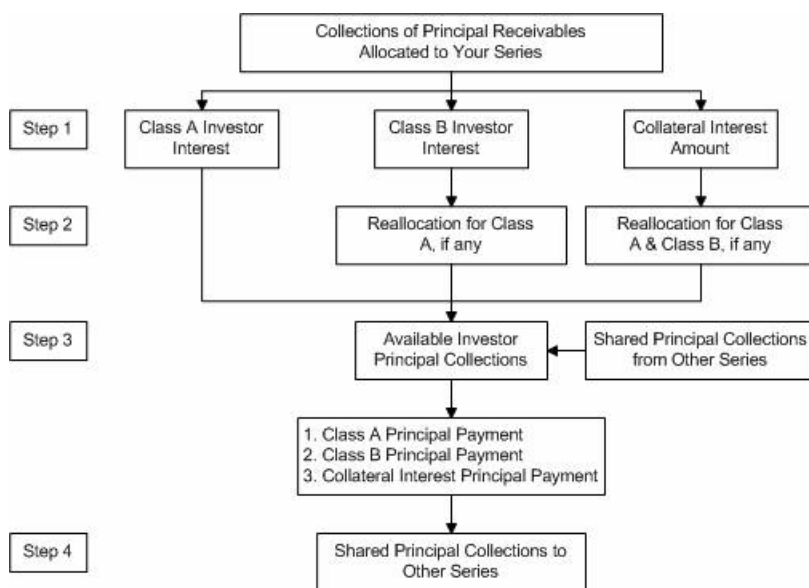 Collections of Principal Receivables
Allocated to Your Series
Step 1
Class A Investor
Interest
Class B Investor
Interest
Collateral Interest
Amount
Step 2
Reallocation for Class
A, if any
Reallocation for Class
A & Class B, if any
Step 3
Available Investor
Principal Collections
Shared Principal Collections
from Other Series
1. Class A Principal Payment
2. Class B Principal Payment
3. Collateral Interest Principal Payment
Step 4
Shared Principal Collections to
Other Series